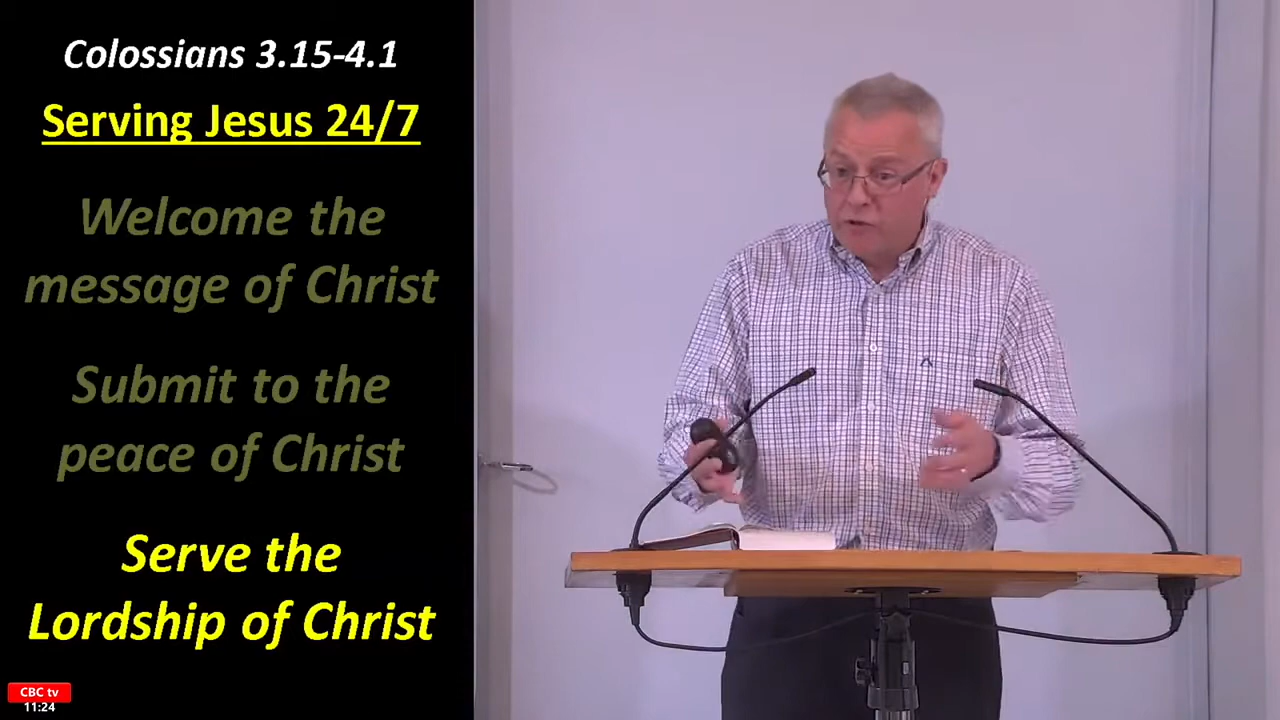 Colossians 3.15-4.1
Serving Jesus 24/7
Welcome the
message of Christ
Submit to the
peace of Christ
Serve the
Lordship of Christ
CBC tv
11:24